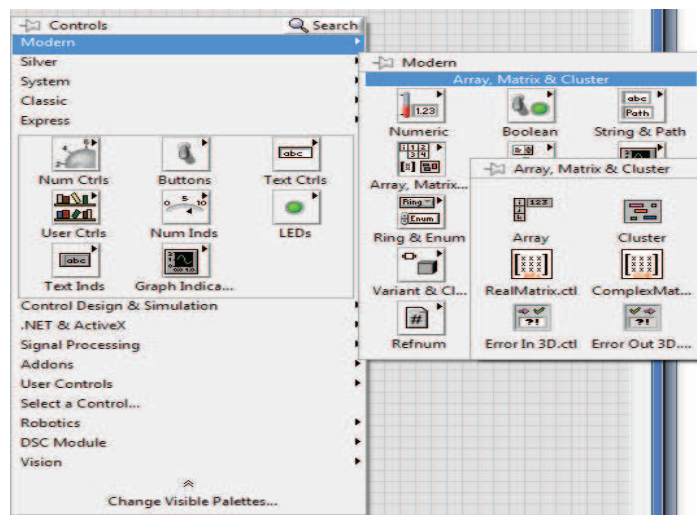 Controls Search
Modern
Silver
System
Classic
Express
Num Ctrls Buttons Text Ctrls
User Ctrls Num Inds LEDs
Text Inds Graph Indica...
Control Design & Simulation
.NET & ActiveX
Signal Processing
Addons
User Controls
Select a Control...
Robotics
DSC Module
Vision
Change Visible Palettes...
Modern
Array, Matrix & Cluster
Numeric Boolean String & Path
Array, Matrix...
Ring & Enum
Variant & Cl...
Refnum
Array, Matrix & Cluster
Array Cluster
RealMatrix.ctl ComplexMat...
Error In 3D.ctl Error Out 3D....